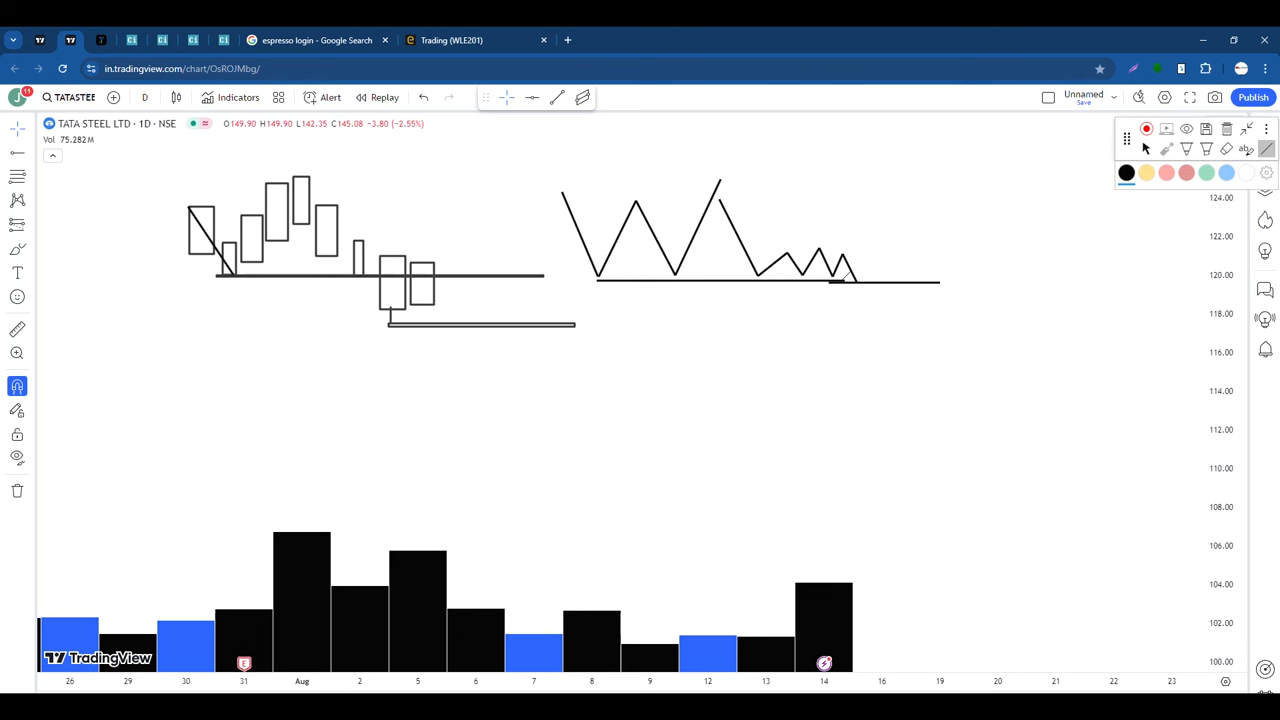 espresso login - Google Search
Trading (WLE201)
in.tradingview.com/chart/OsROJMbg/
11
J
TATASTEE
D
Indicators
Alert
Replay
Unnamed
Save
Publish
TATA STEEL LTD · 1D · NSE
O149.90 H149.90 L142.35 C145.08 −3.80 (−2.55%)
Vol 75.282M
124.00
122.00
120.00
118.00
116.00
114.00
112.00
110.00
108.00
106.00
104.00
102.00
100.00
E
TradingView
26 29 30 31 Aug 2 5 6 7 8 9 12 13 14 16 19 20 21 22 23